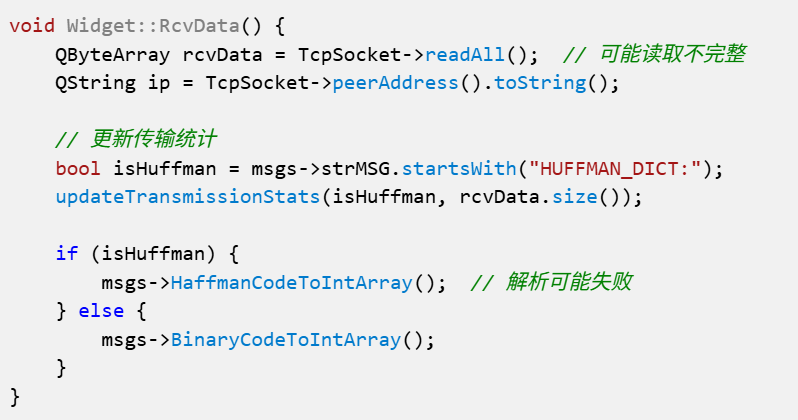 void Widget::RcvData() {
    QByteArray rcvData = TcpSocket->readAll();  // 可能读取不完整
    QString ip = TcpSocket->peerAddress().toString();

    // 更新传输统计
    bool isHuffman = msgs->strMSG.startsWith("HUFFMAN_DICT:");
    updateTransmissionStats(isHuffman, rcvData.size());

    if (isHuffman) {
        msgs->HaffmanCodeToIntArray();  // 解析可能失败
    } else {
        msgs->BinaryCodeToIntArray();
    }
}